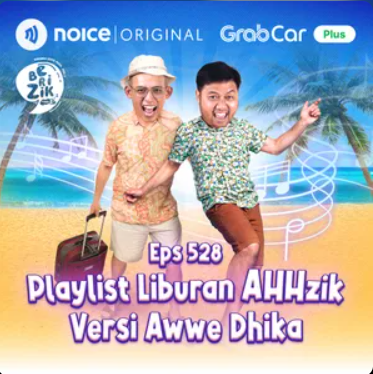 noice | ORIGINAL
GrabCar Plus
BERIZIK
Eps 528
Playlist Liburan AHHzik
Versi Awwe Dhika